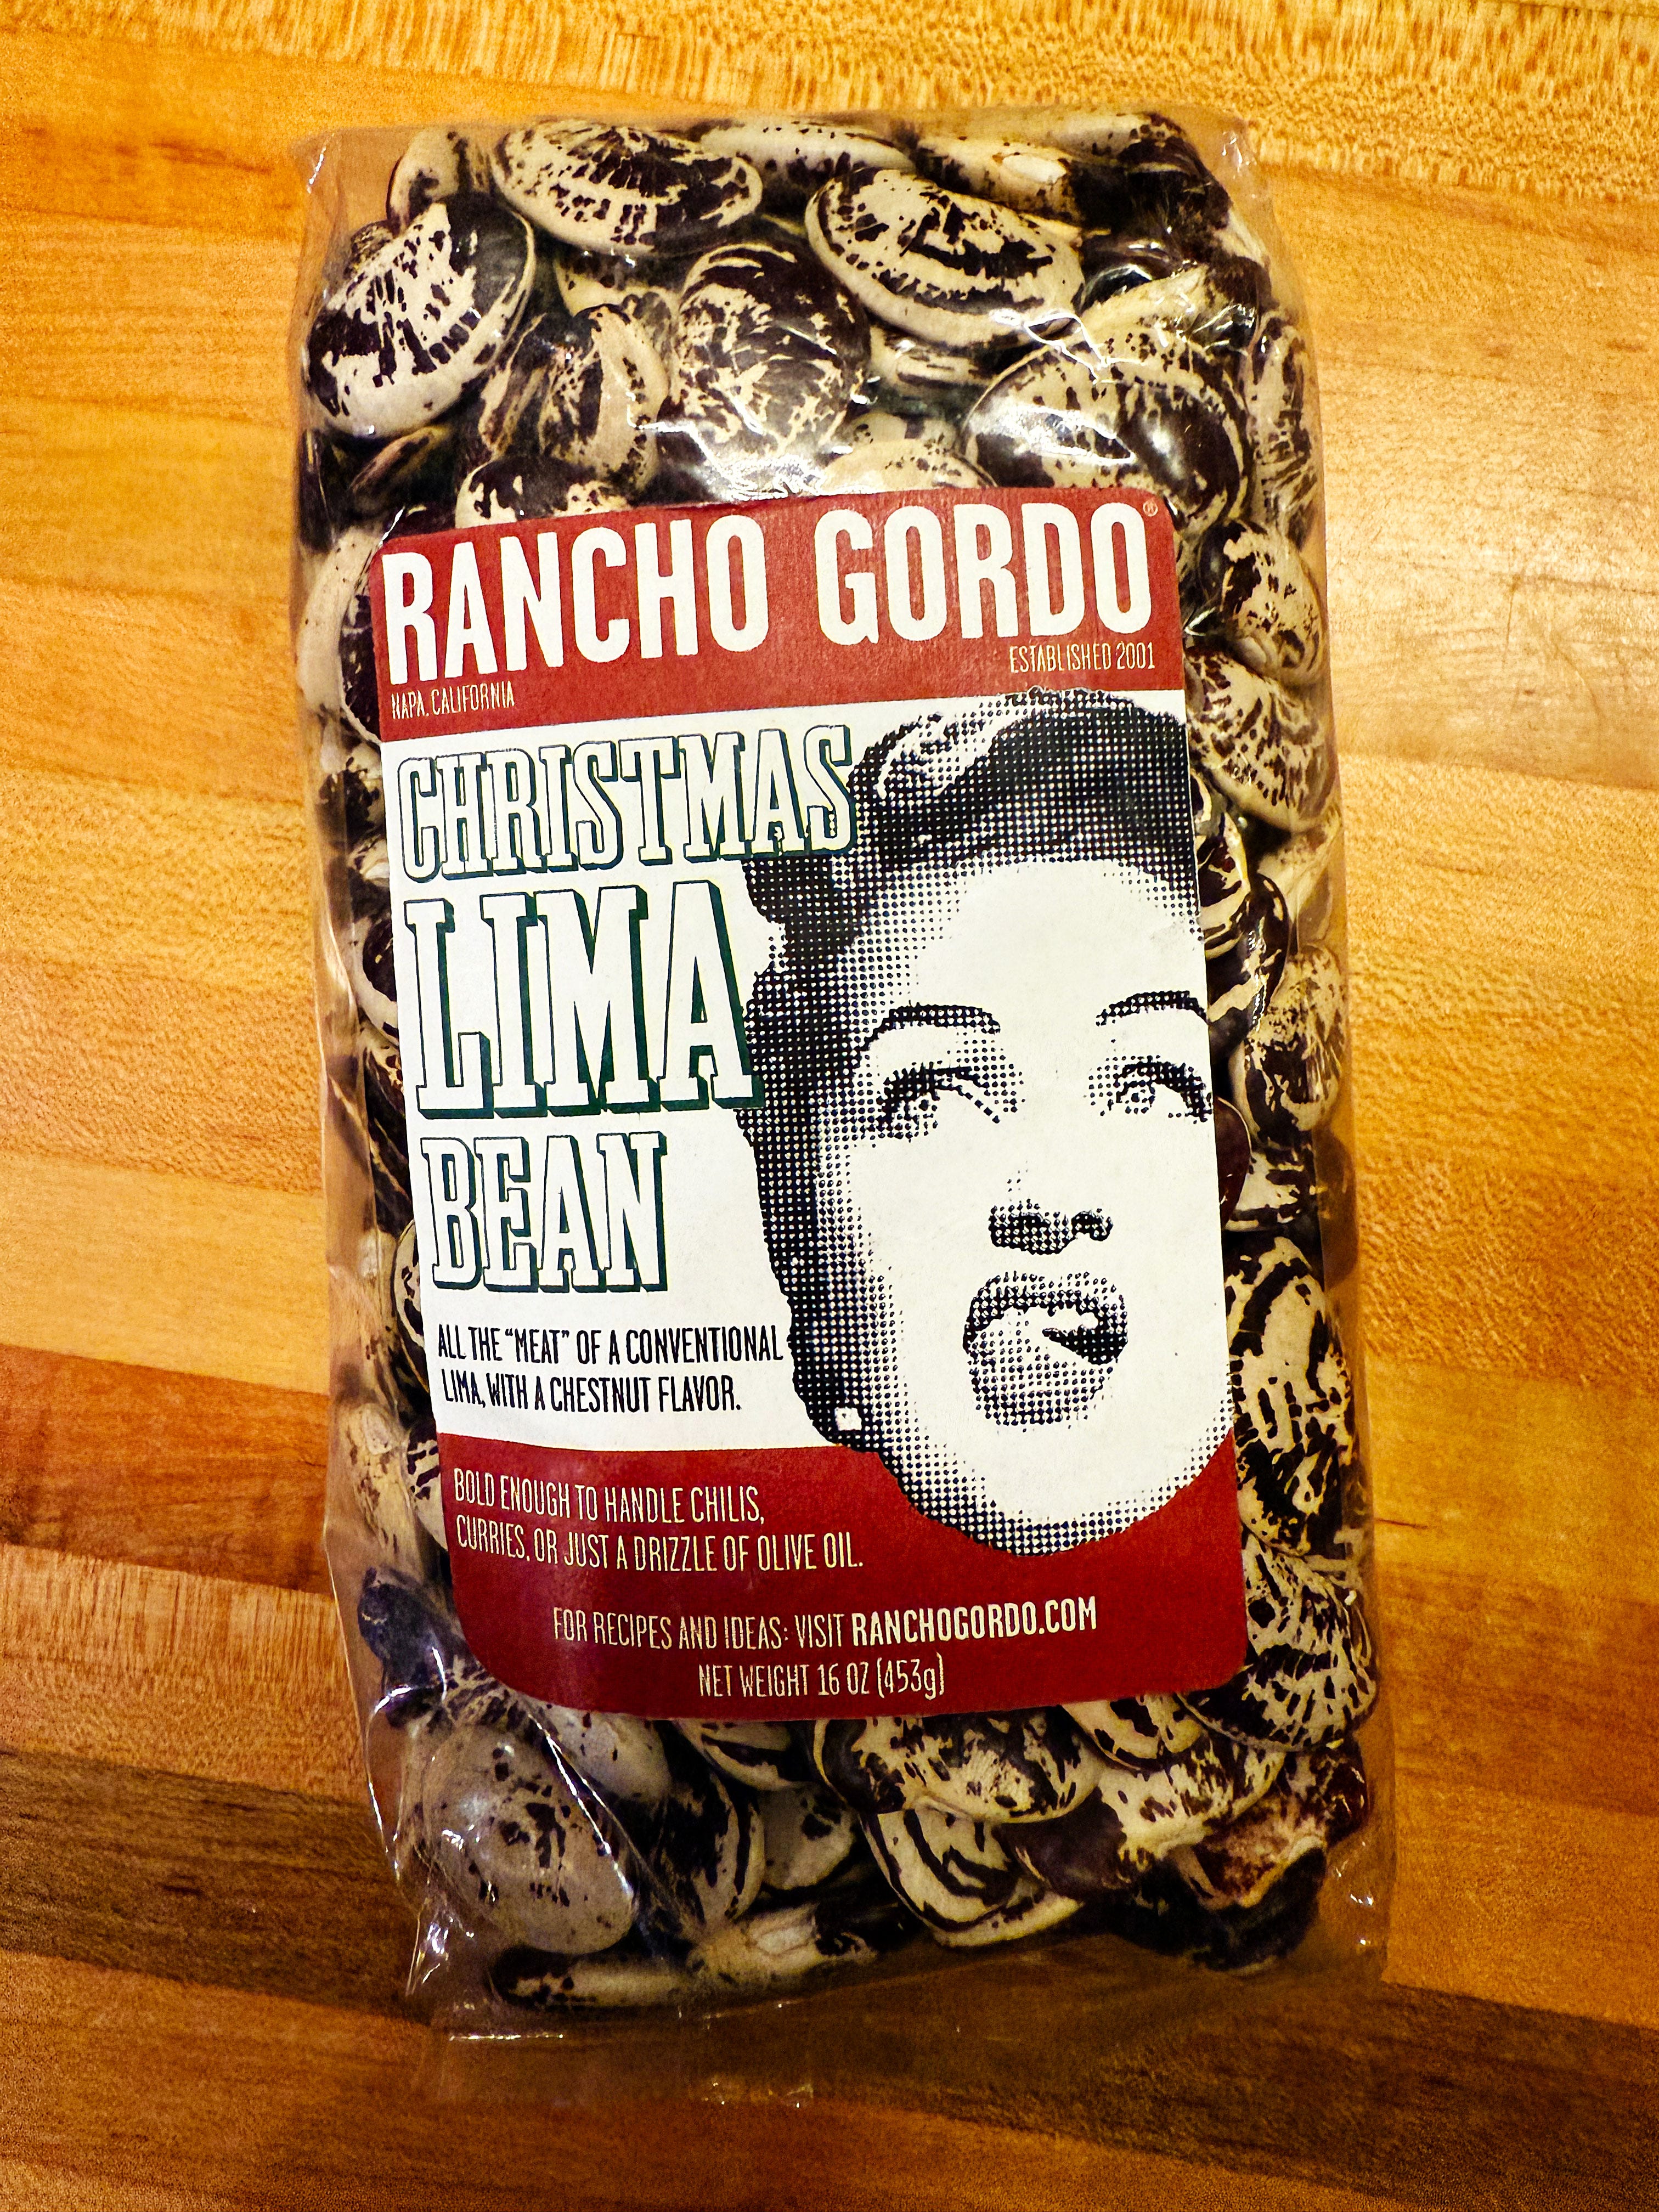 RANCHO GORDO®
NAPA, CALIFORNIA
ESTABLISHED 2001
CHRISTMAS
LIMA
BEAN
ALL THE “MEAT” OF A CONVENTIONAL
LIMA, WITH A CHESTNUT FLAVOR.
BOLD ENOUGH TO HANDLE CHILIS,
CURRIES, OR JUST A DRIZZLE OF OLIVE OIL.
FOR RECIPES AND IDEAS: VISIT RANCHOGORDO.COM
NET WEIGHT 16 OZ (453g)